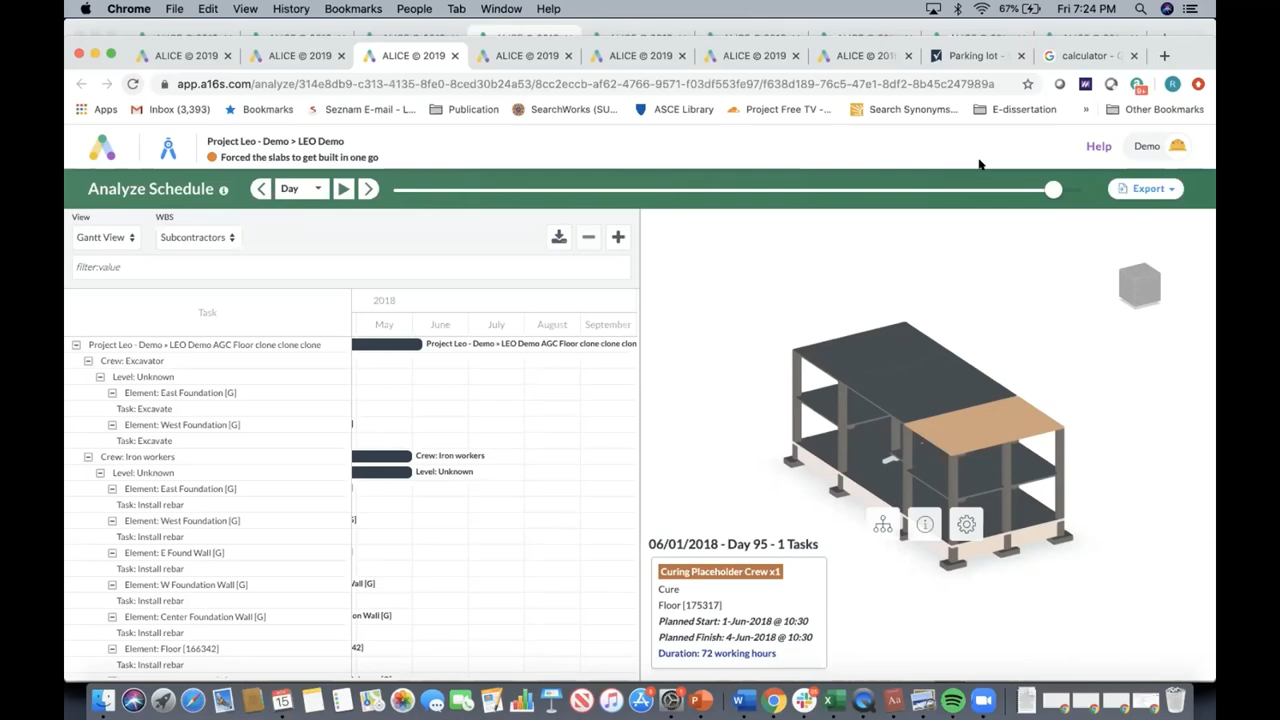 Chrome File Edit View History Bookmarks People Tab Window Help 67% Fri 7:24 PM
ALICE © 2019 ALICE © 2019 ALICE © 2019 ALICE © 2019 ALICE © 2019 ALICE © 2019 ALICE © 201 Parking lot - calculator - G
app.a16s.com/analyze/314e8db9-c313-4135-8fe0-8ced30b24a53/8cc2eccb-af62-4766-9571-f03df553fe97/f638d189-76c5-47e1-8df2-8b45c247989a
Apps Inbox (3,393) Bookmarks Seznam E-mail – L... Publication SearchWorks (SU... ASCE Library Project Free TV –... Search Synonyms... E-dissertation » Other Bookmarks
Project Leo - Demo > LEO Demo
Forced the slabs to get built in one go
Help Demo
Analyze Schedule Day Export
View WBS
Gantt View Subcontractors
filter:value
2018
Task May June July August September
Project Leo - Demo » LEO Demo AGC Floor clone clone clone Project Leo - Demo » LEO Demo AGC Floor clone clone clon
Crew: Excavator
Level: Unknown
Element: East Foundation [G]
Task: Excavate
Element: West Foundation [G]
Task: Excavate
Crew: Iron workers Crew: Iron workers
Level: Unknown Level: Unknown
Element: East Foundation [G]
Task: Install rebar
Element: West Foundation [G]
Task: Install rebar
Element: E Found Wall [G]
Task: Install rebar
Element: W Foundation Wall [G] Wall [G]
Task: Install rebar
Element: Center Foundation Wall [G] on Wall [G]
Task: Install rebar
Element: Floor [166342] 42]
Task: Install rebar
06/01/2018 - Day 95 - 1 Tasks
Curing Placeholder Crew x1
Cure
Floor [175317]
Planned Start: 1-Jun-2018 @ 10:30
Planned Finish: 4-Jun-2018 @ 10:30
Duration: 72 working hours
15